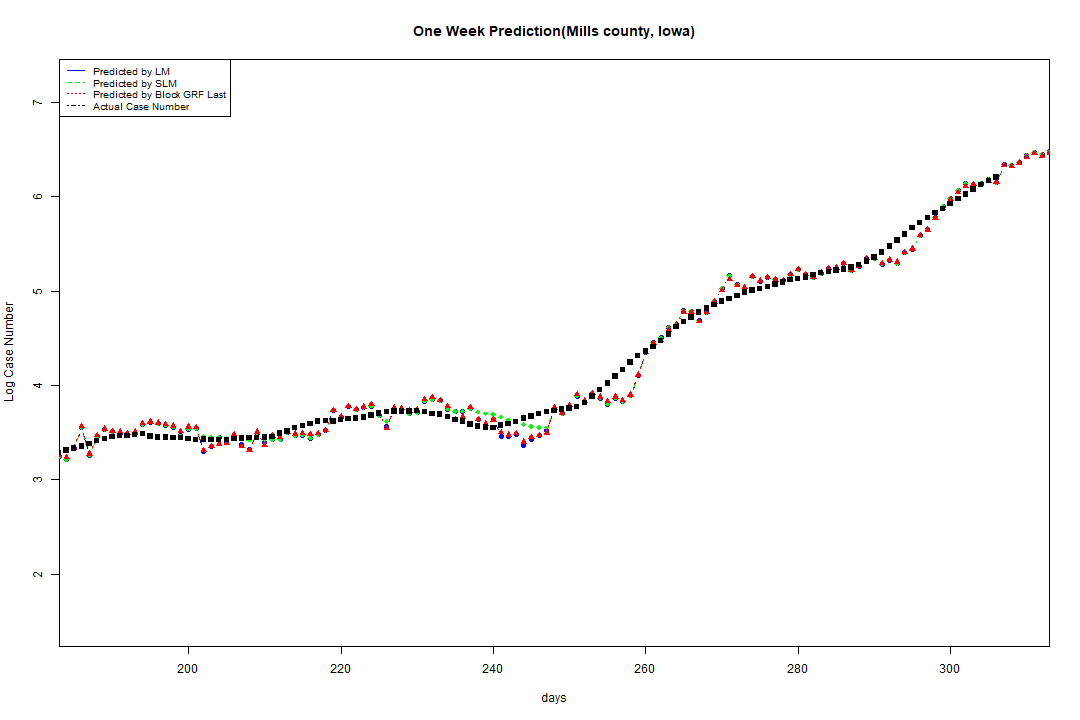 One Week Prediction(Mills county, Iowa)
Predicted by LM
Predicted by SLM
Predicted by Block GRF Last
Actual Case Number
7
6
5
4
3
2
Log Case Number
200 220 240 260 280 300
days